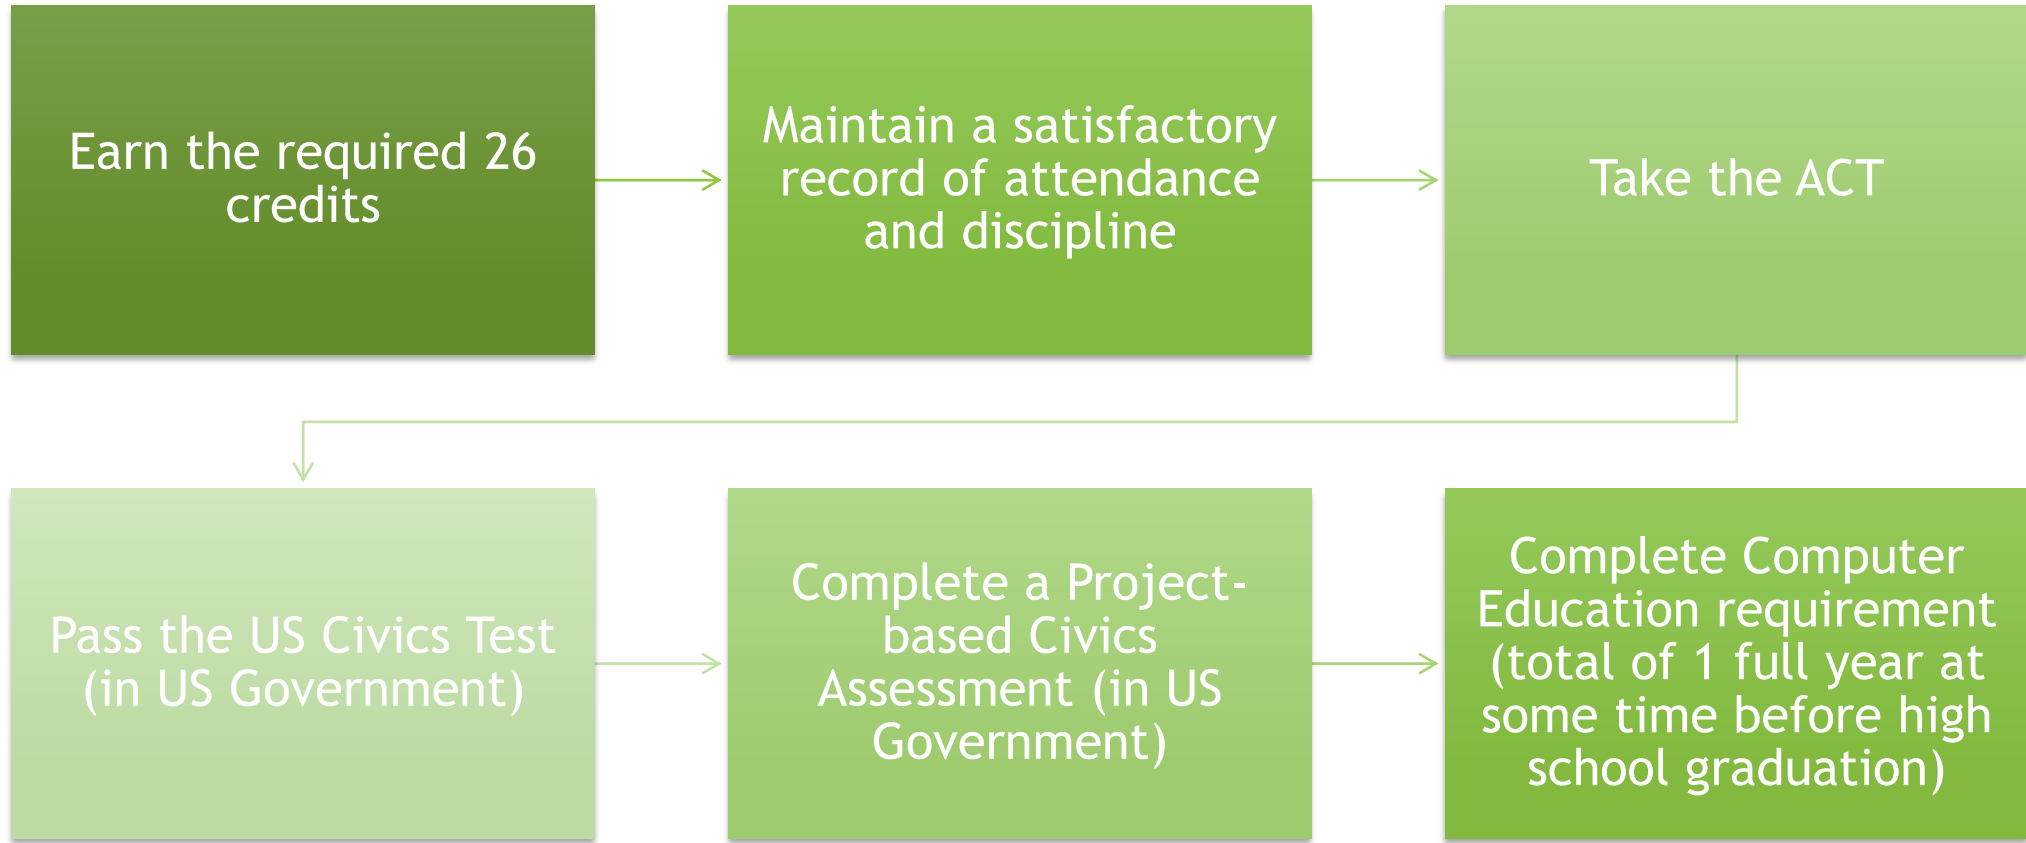 Earn the required 26
credits
Maintain a satisfactory
record of attendance
and discipline
Take the ACT
Pass the US Civics Test
(in US Government)
Complete a Project-
based Civics
Assessment (in US
Government)
Complete Computer
Education requirement
(total of 1 full year at
some time before high
school graduation)